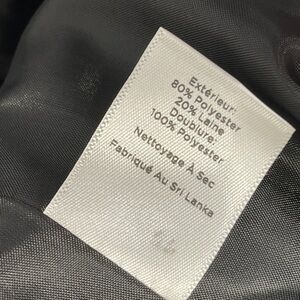 Extérieur:
80% Polyester
20% Laine
Doublure:
100% Polyester
Nettoyage À Sec
Fabriqué Au Sri Lanka